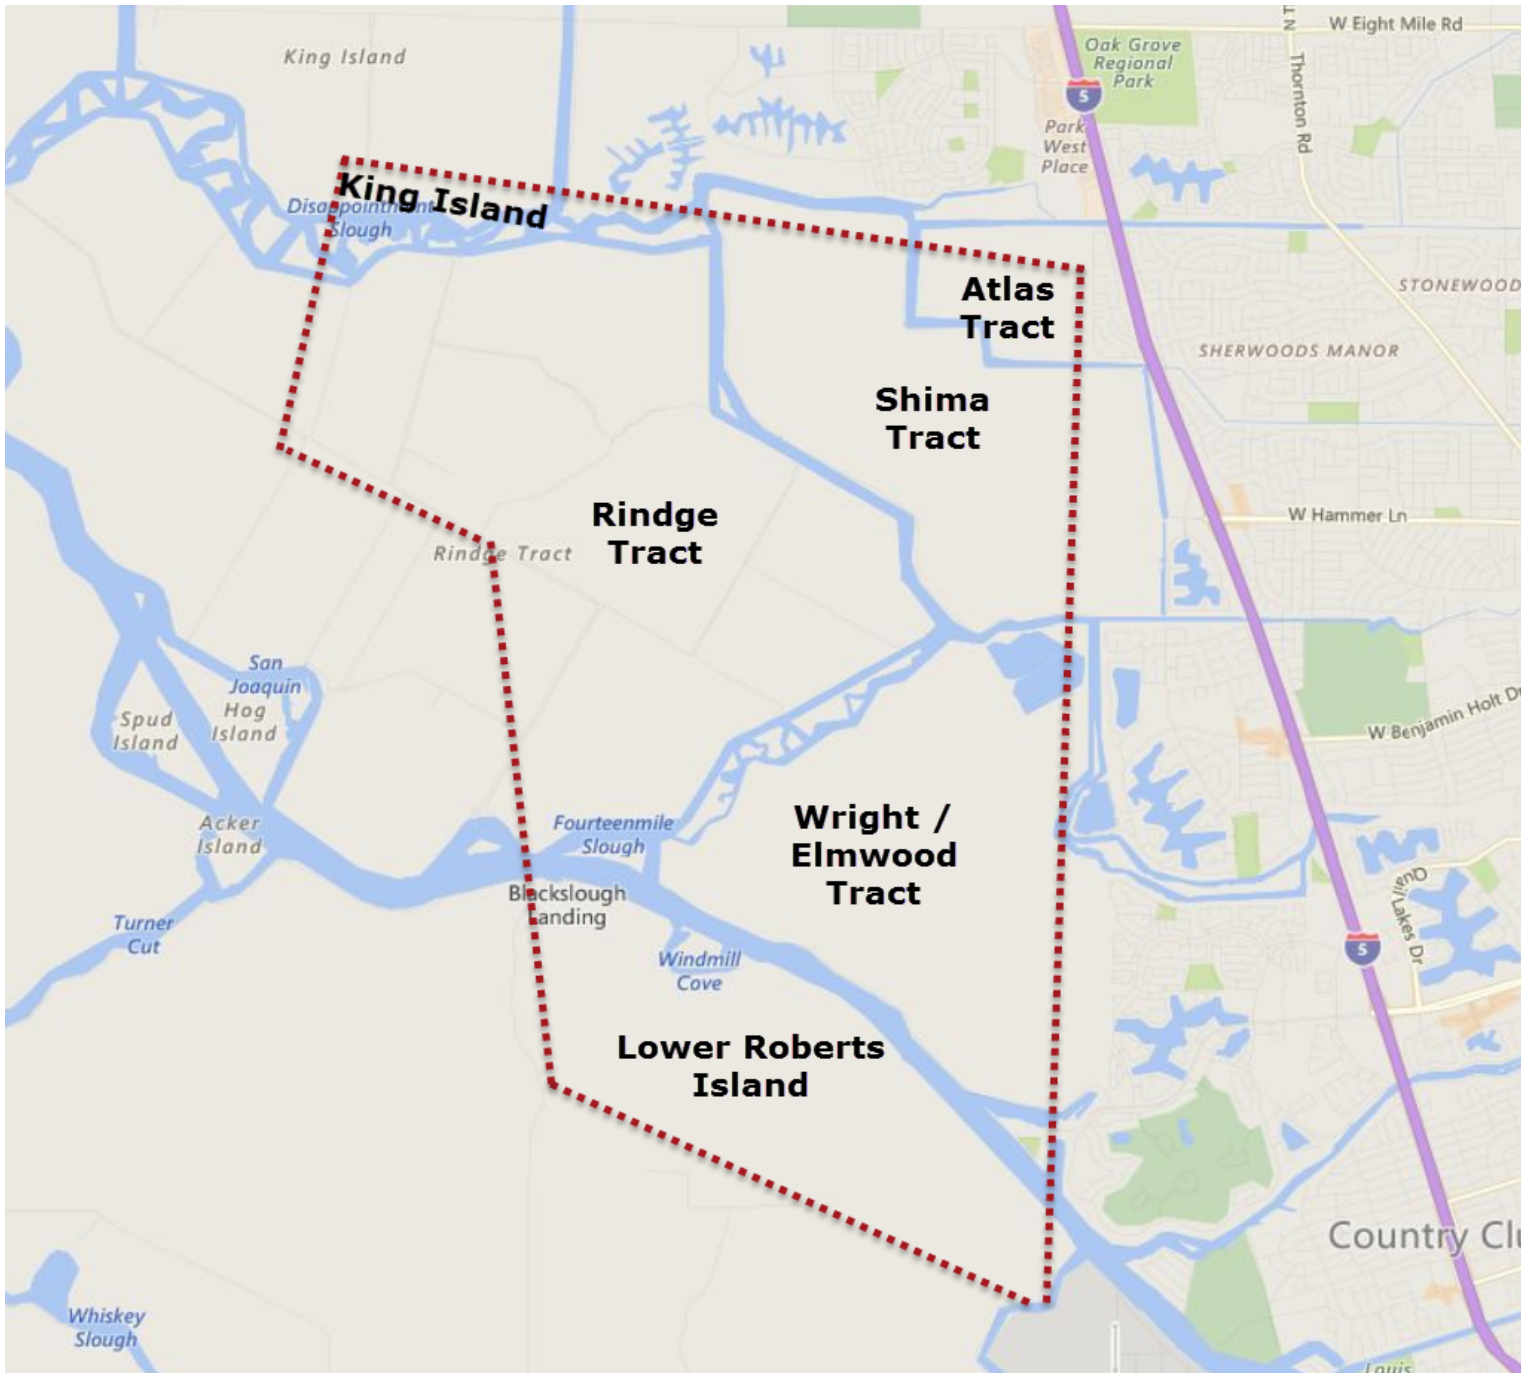 King Island
W Eight Mile Rd
Oak Grove
Regional
Park
N T
Thornton Rd
5
Park
West
Place
King Island
Disappointment
Slough
Atlas
Tract
STONEWOOD
SHERWOODS MANOR
Shima
Tract
Rindge
Tract
W Hammer Ln
Rindge Tract
San
Joaquin
Hog
Island
Spud
Island
W Benjamin Holt Dr
Acker
Island
Fourteenmile
Slough
Wright /
Elmwood
Tract
Quail Lakes Dr
Blackslough
Landing
Turner
Cut
Windmill
Cove
5
Lower Roberts
Island
Country Clu
Whiskey
Slough
Louis